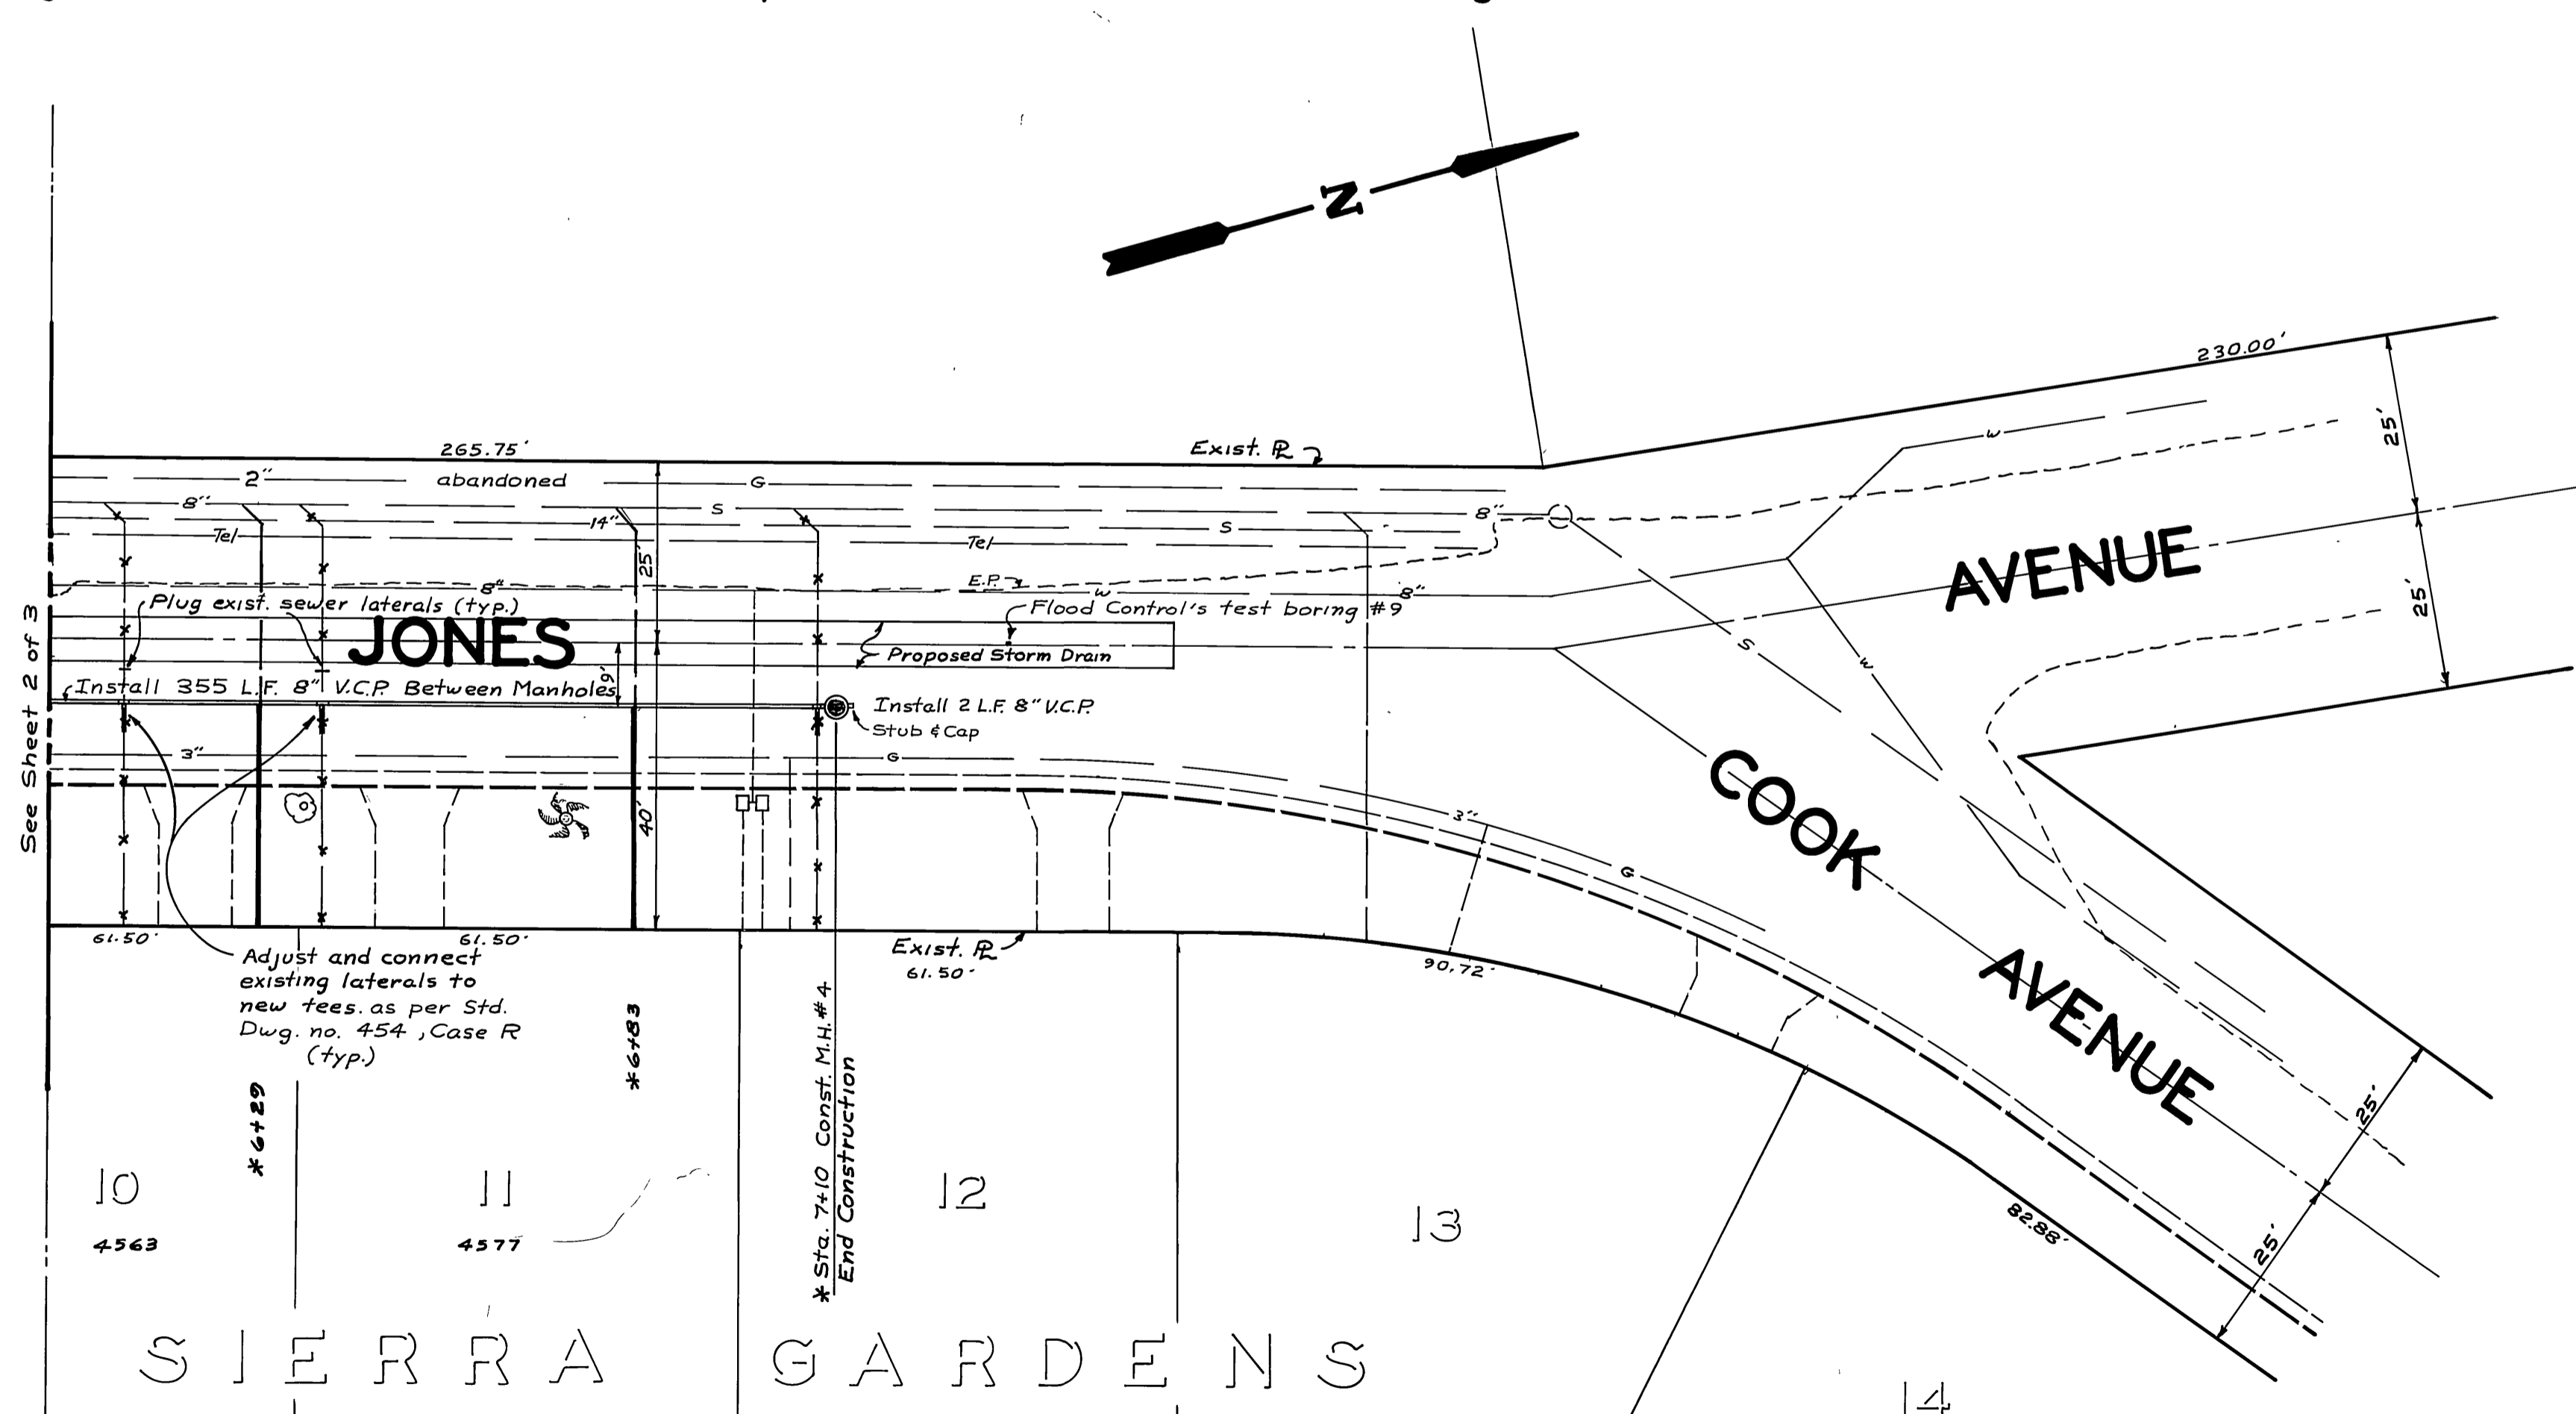 N
230.00'
25'
25'
AVENUE
265.75'
Exist. PL
2"
abandoned
G
8"
S
14"
S
8"
Tel
Tel
25'
E.P.
8"
W
8"
W
Plug exist. sewer laterals (typ.)
Flood Control's test boring #9
JONES
Proposed Storm Drain
9'
S
W
Install 355 L.F. 8" V.C.P. Between Manholes
Install 2 L.F. 8" V.C.P.
Stub & Cap
See Sheet 2 of 3
3"
G
40'
COOK
AVENUE
3"
G
61.50'
61.50'
Exist. PL
61.50'
90.72'
Adjust and connect
existing laterals to
new tees. as per Std.
Dwg. no. 454, Case R
(typ.)
*6+29
*6+83
*Sta. 7+10 Const. M.H.#4
End Construction
25'
25'
82.88'
10
4563
11
4577
12
13
14
SIERRA GARDENS